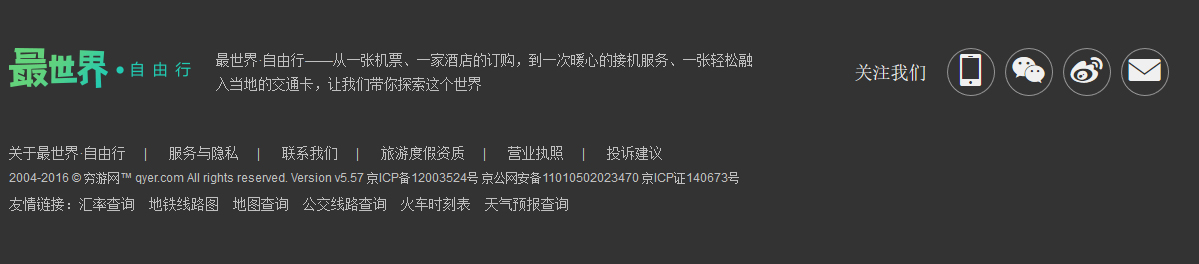 最世界·自由行
最世界·自由行——从一张机票、一家酒店的订购，到一次暖心的接机服务、一张轻松融
入当地的交通卡，让我们带你探索这个世界
关注我们
关于最世界·自由行 | 服务与隐私 | 联系我们 | 旅游度假资质 | 营业执照 | 投诉建议
2004-2016 © 穷游网™ qyer.com All rights reserved. Version v5.57 京ICP备12003524号 京公网安备11010502023470 京ICP证140673号
友情链接：汇率查询 地铁线路图 地图查询 公交线路查询 火车时刻表 天气预报查询